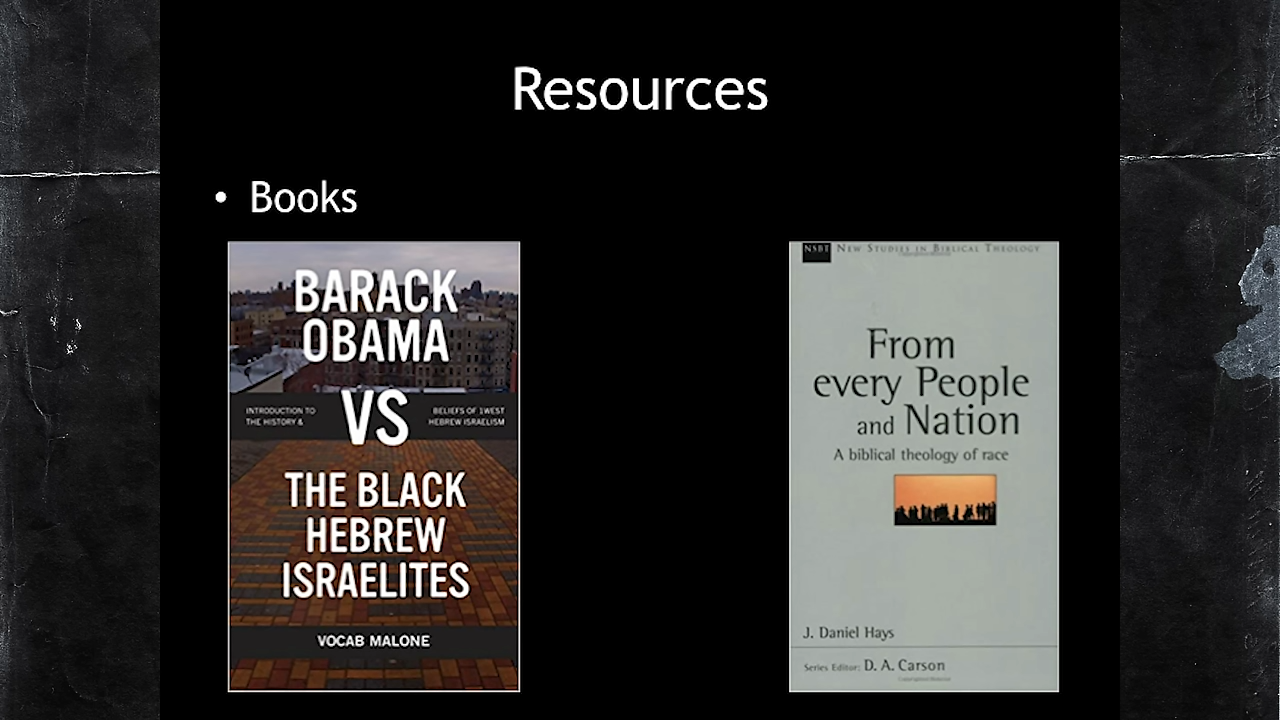 Resources
• Books
BARACK
OBAMA
VS
INTRODUCTION TO
THE HISTORY &
BELIEFS OF 1WEST
HEBREW ISRAELISM
THE BLACK
HEBREW
ISRAELITES
VOCAB MALONE
NSBT NEW STUDIES IN BIBLICAL THEOLOGY
From
every People
and Nation
A biblical theology of race
J. Daniel Hays
Series Editor: D. A. Carson